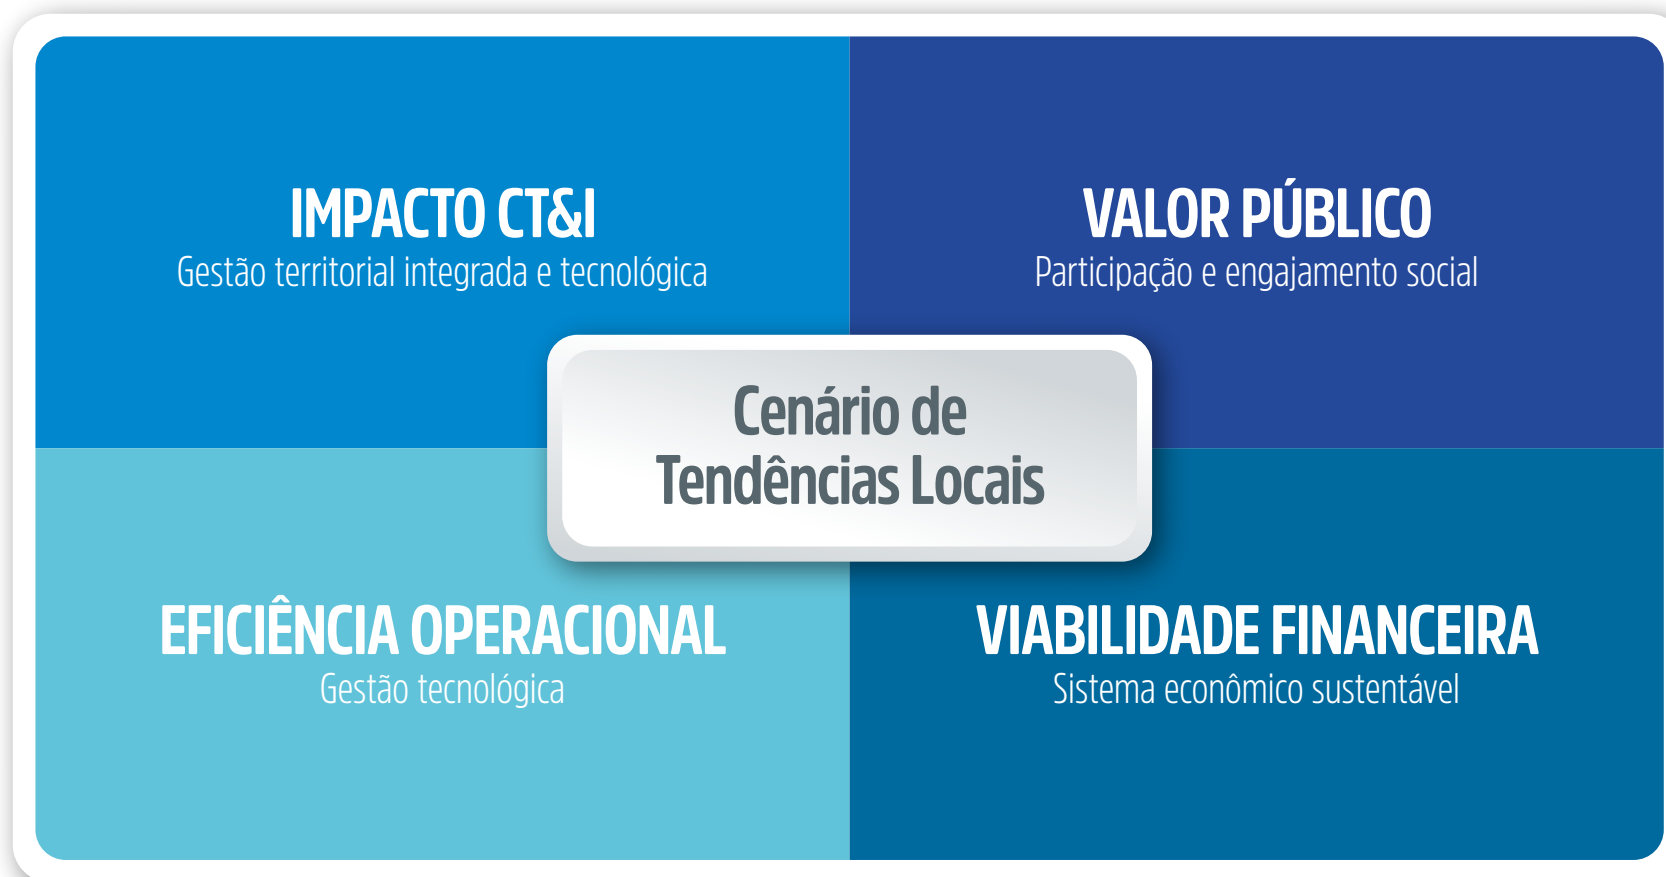 IMPACTO CT&I
Gestão territorial integrada e tecnológica
VALOR PÚBLICO
Participação e engajamento social
Cenário de
Tendências Locais
EFICIÊNCIA OPERACIONAL
Gestão tecnológica
VIABILIDADE FINANCEIRA
Sistema econômico sustentável